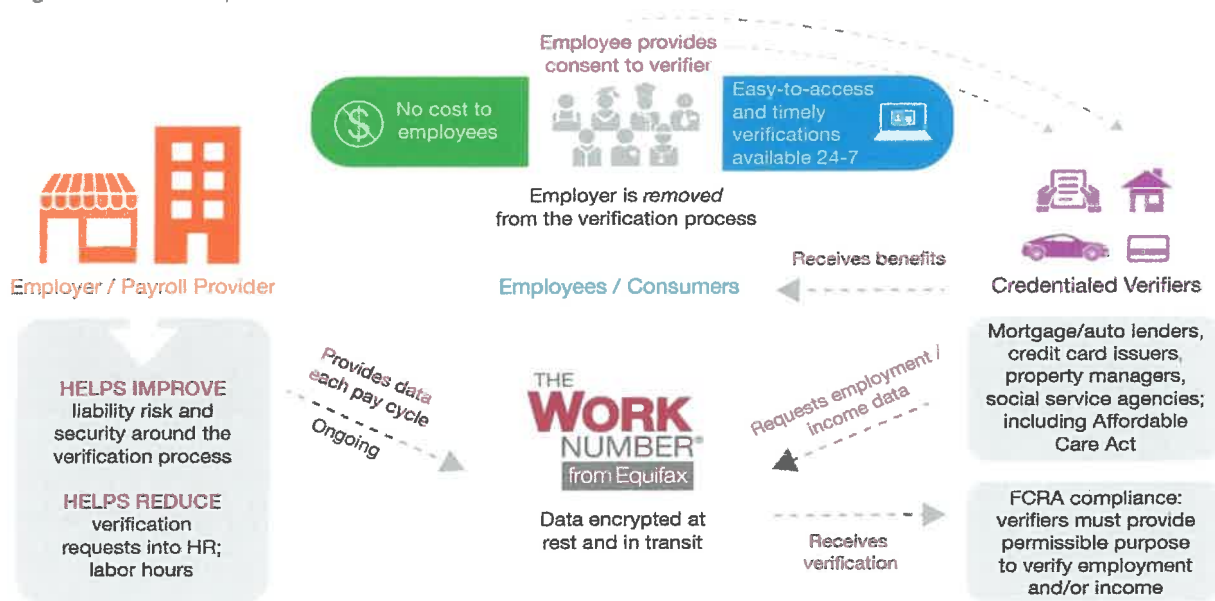 Employee provides
consent to verifier
No cost to
employees
Easy-to-access
and timely
verifications
available 24-7
Employer is removed
from the verification process
Employer / Payroll Provider
Employees / Consumers
Receives benefits
Credentialed Verifiers
HELPS IMPROVE
liability risk and
security around the
verification process
HELPS REDUCE
verification
requests into HR;
labor hours
Provides data
each pay cycle
Ongoing
THE
WORK
NUMBER®
from Equifax
Data encrypted at
rest and in transit
Requests employment /
income data
Receives
verification
Mortgage/auto lenders,
credit card issuers,
property managers,
social service agencies;
including Affordable
Care Act
FCRA compliance:
verifiers must provide
permissible purpose
to verify employment
and/or income